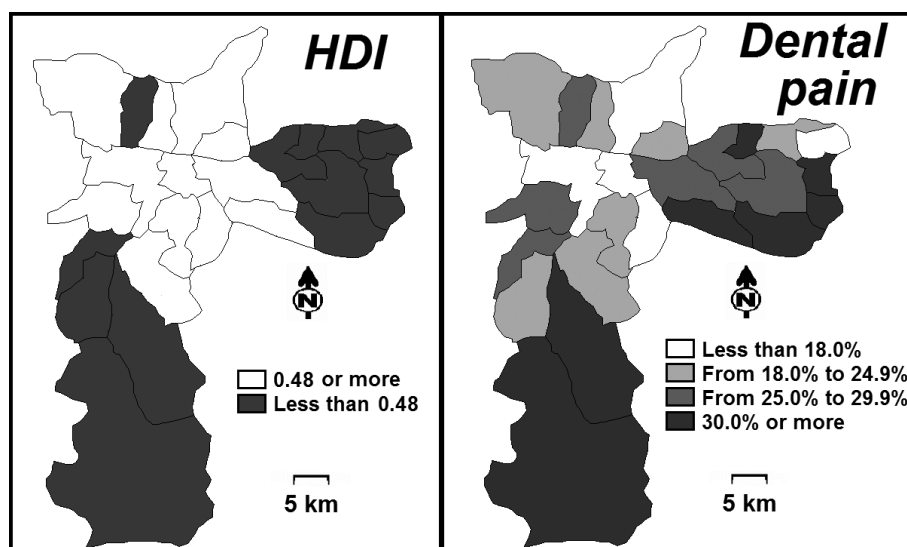 HDI
N
0.48 or more
Less than 0.48
5 km
Dental
pain
N
Less than 18.0%
From 18.0% to 24.9%
From 25.0% to 29.9%
30.0% or more
5 km